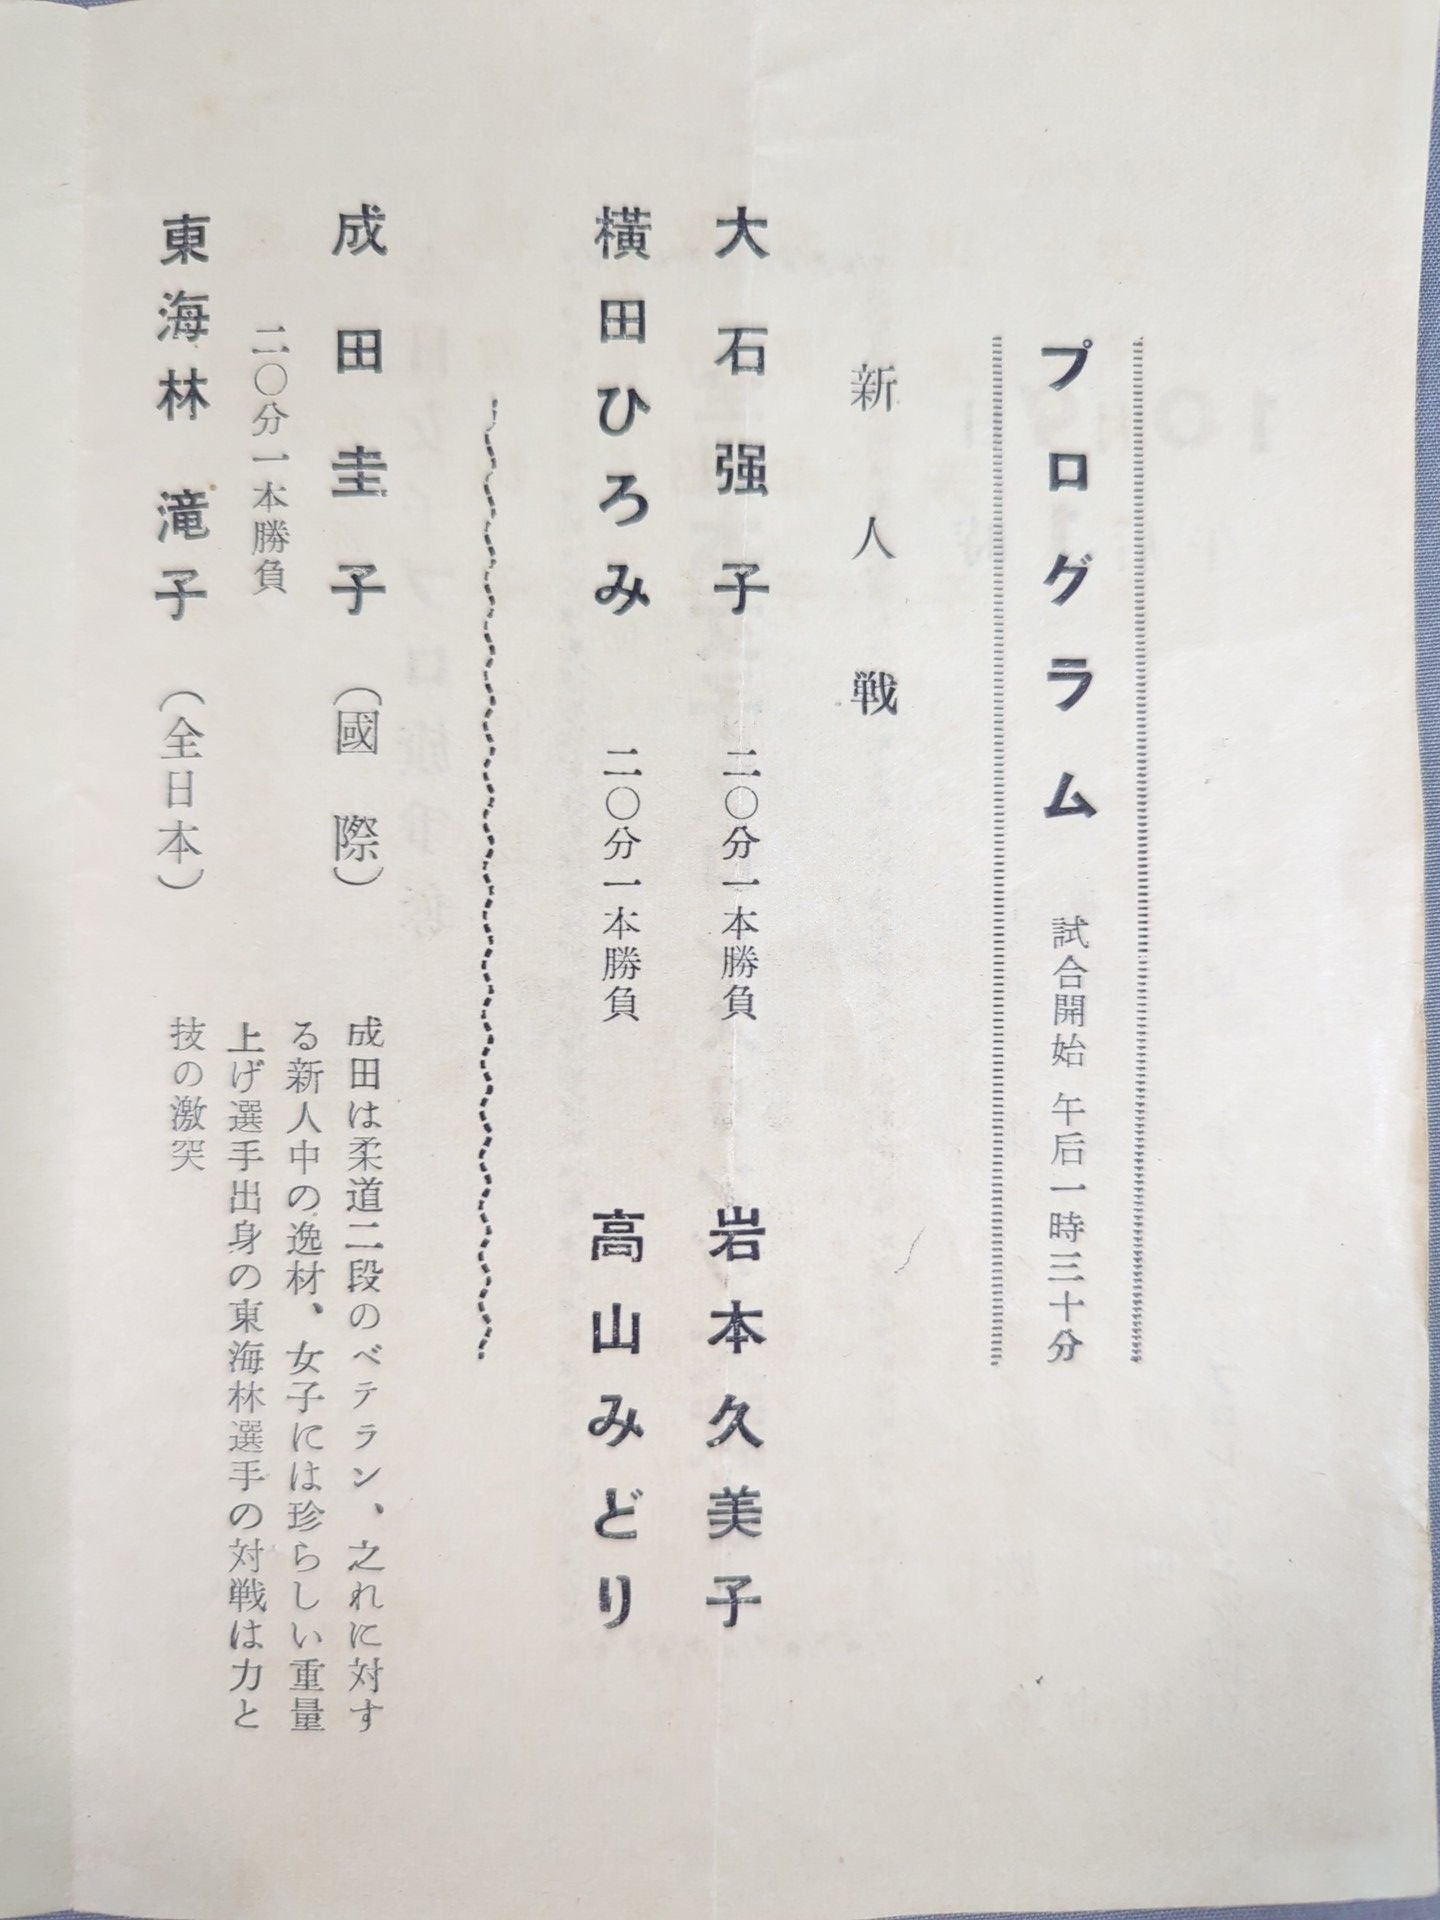 プログラム 試合開始 午后一時三十分
新人戦
大石强子 二〇分一本勝負 岩本久美子
横田ひろみ 二〇分一本勝負 高山みどり
成田圭子(國際)
二〇分一本勝負
東海林滝子(全日本)
成田は柔道二段のベテラン、之れに対す
る新人中の逸材、女子には珍らしい重量
上げ選手出身の東海林選手の対戦は力と
技の激突